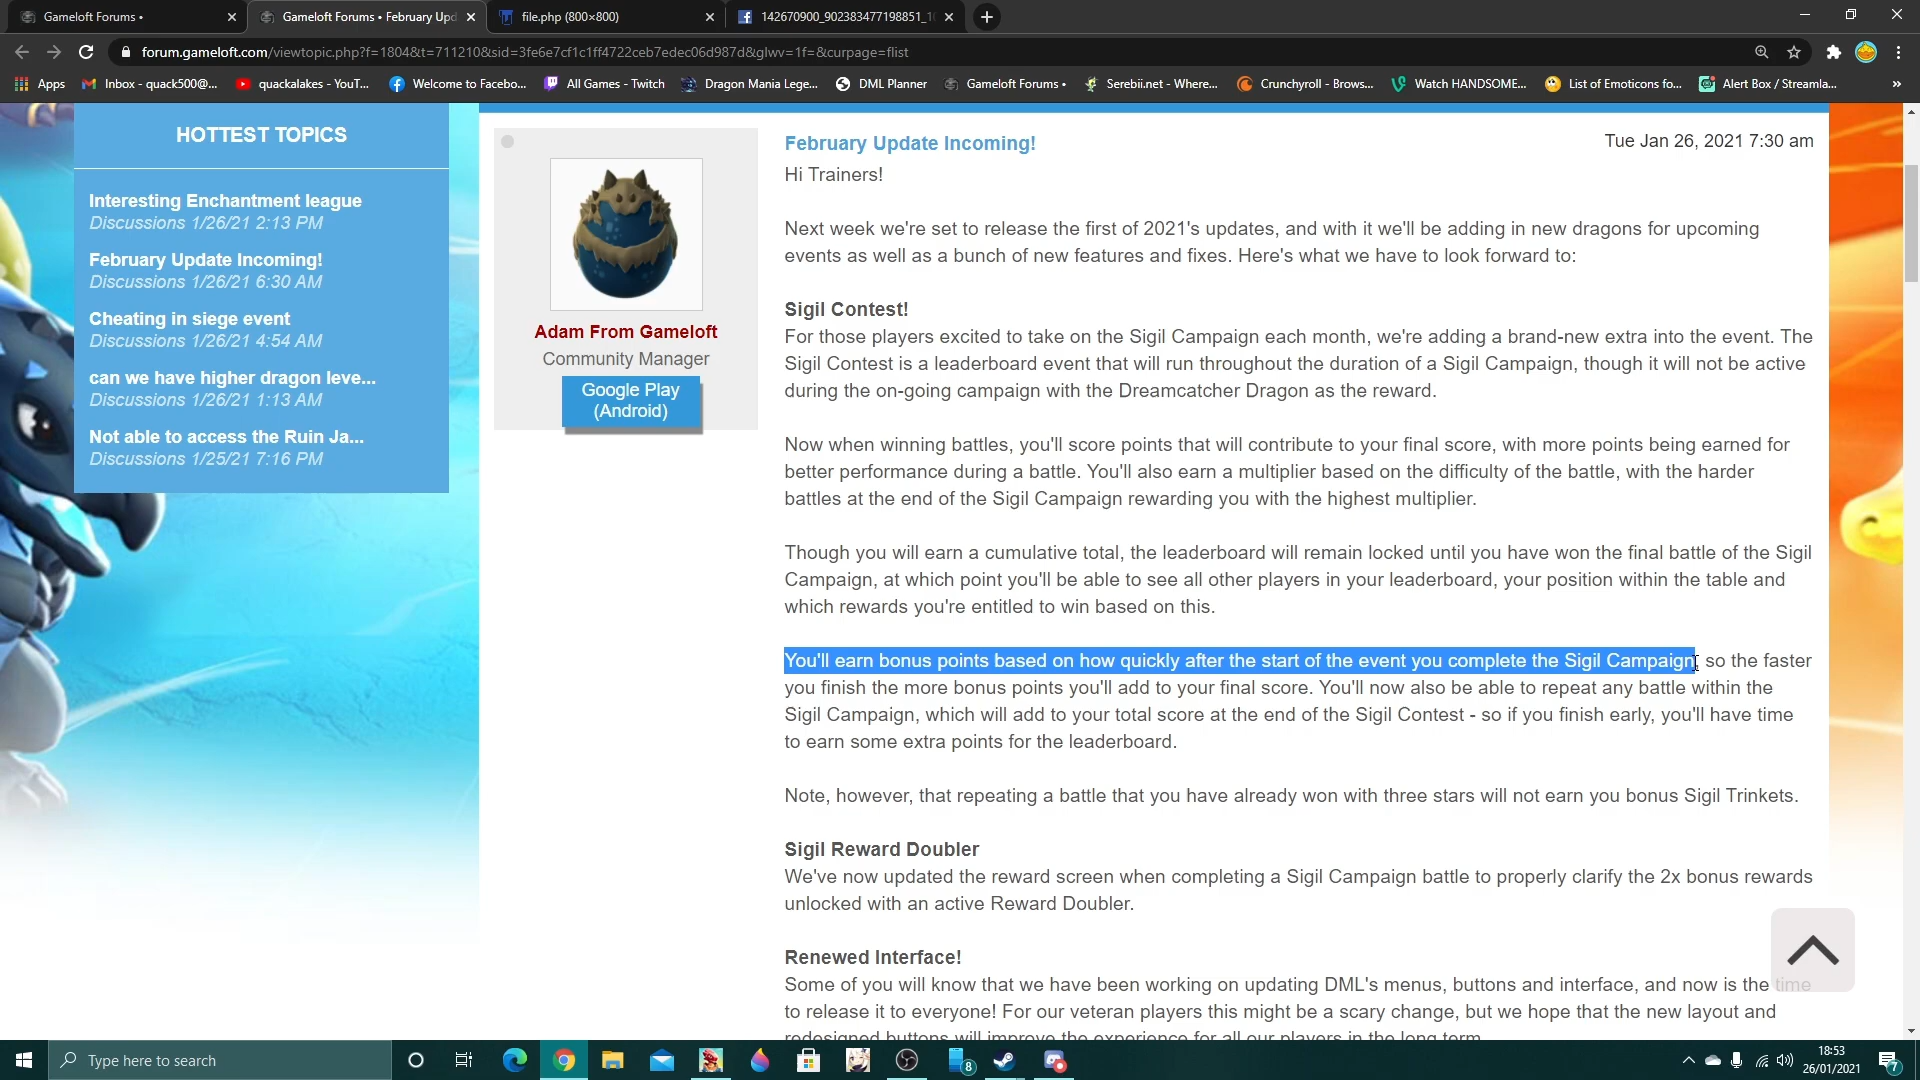 Gameloft Forums •
Gameloft Forums • February Upd
file.php (800×800)
142670900_902383477198851_1
forum.gameloft.com/viewtopic.php?f=1804&t=711210&sid=3fe6e7cf1c1ff4722ceb7edec06d987d&glwv=1f=&curpage=flist
Apps
Inbox - quack500@...
quackalakes - YouT...
Welcome to Facebo...
All Games - Twitch
Dragon Mania Lege...
DML Planner
Gameloft Forums •
Serebii.net - Where...
Crunchyroll - Brows...
Watch HANDSOME...
List of Emoticons fo...
Alert Box / Streamla...
»
HOTTEST TOPICS
Interesting Enchantment league
Discussions 1/26/21 2:13 PM
February Update Incoming!
Discussions 1/26/21 6:30 AM
Cheating in siege event
Discussions 1/26/21 4:54 AM
can we have higher dragon leve...
Discussions 1/26/21 1:13 AM
Not able to access the Ruin Ja...
Discussions 1/25/21 7:16 PM
Adam From Gameloft
Community Manager
Google Play
(Android)
February Update Incoming!
Tue Jan 26, 2021 7:30 am
Hi Trainers!
Next week we're set to release the first of 2021's updates, and with it we'll be adding in new dragons for upcoming
events as well as a bunch of new features and fixes. Here's what we have to look forward to:
Sigil Contest!
For those players excited to take on the Sigil Campaign each month, we're adding a brand-new extra into the event. The
Sigil Contest is a leaderboard event that will run throughout the duration of a Sigil Campaign, though it will not be active
during the on-going campaign with the Dreamcatcher Dragon as the reward.
Now when winning battles, you'll score points that will contribute to your final score, with more points being earned for
better performance during a battle. You'll also earn a multiplier based on the difficulty of the battle, with the harder
battles at the end of the Sigil Campaign rewarding you with the highest multiplier.
Though you will earn a cumulative total, the leaderboard will remain locked until you have won the final battle of the Sigil
Campaign, at which point you'll be able to see all other players in your leaderboard, your position within the table and
which rewards you're entitled to win based on this.
You'll earn bonus points based on how quickly after the start of the event you complete the Sigil Campaign, so the faster
you finish the more bonus points you'll add to your final score. You'll now also be able to repeat any battle within the
Sigil Campaign, which will add to your total score at the end of the Sigil Contest - so if you finish early, you'll have time
to earn some extra points for the leaderboard.
Note, however, that repeating a battle that you have already won with three stars will not earn you bonus Sigil Trinkets.
Sigil Reward Doubler
We've now updated the reward screen when completing a Sigil Campaign battle to properly clarify the 2x bonus rewards
unlocked with an active Reward Doubler.
Renewed Interface!
Some of you will know that we have been working on updating DML's menus, buttons and interface, and now is the time
to release it to everyone! For our veteran players this might be a scary change, but we hope that the new layout and
redesigned buttons will improve the experience for all our players in the long term.
Type here to search
8
18:53
26/01/2021
7